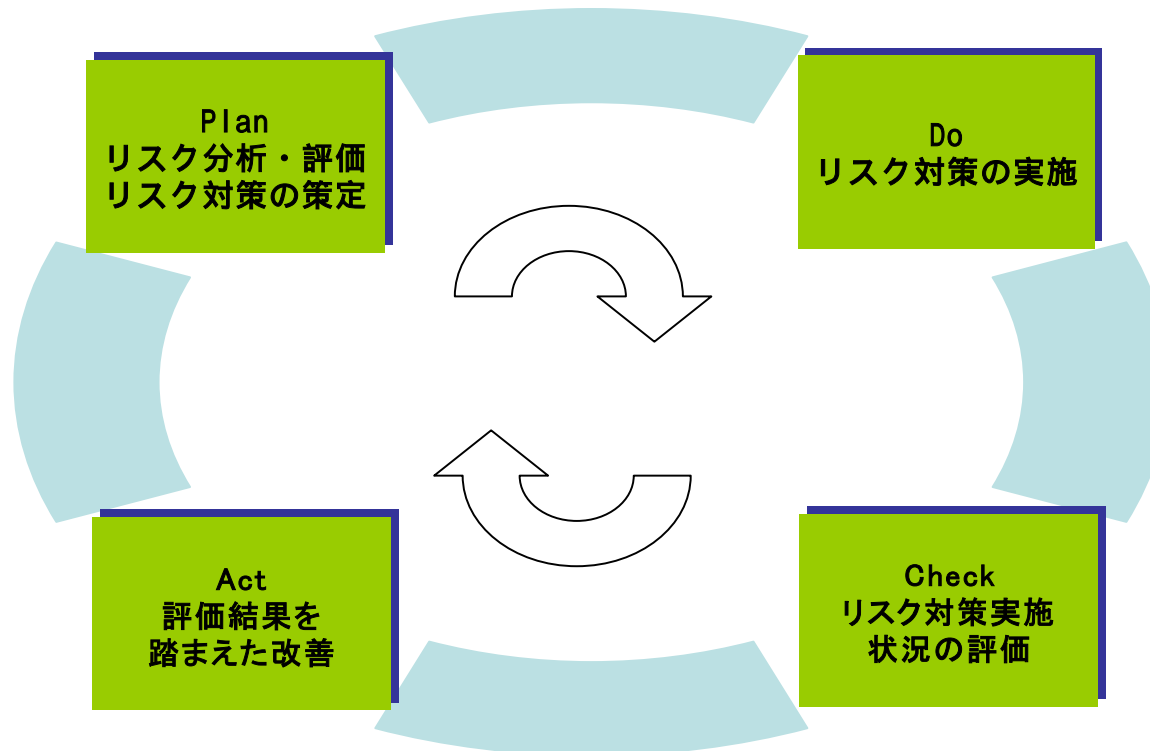 Plan
リスク分析・評価
リスク対策の策定
Do
リスク対策の実施
Act
評価結果を
踏まえた改善
Check
リスク対策実施
状況の評価